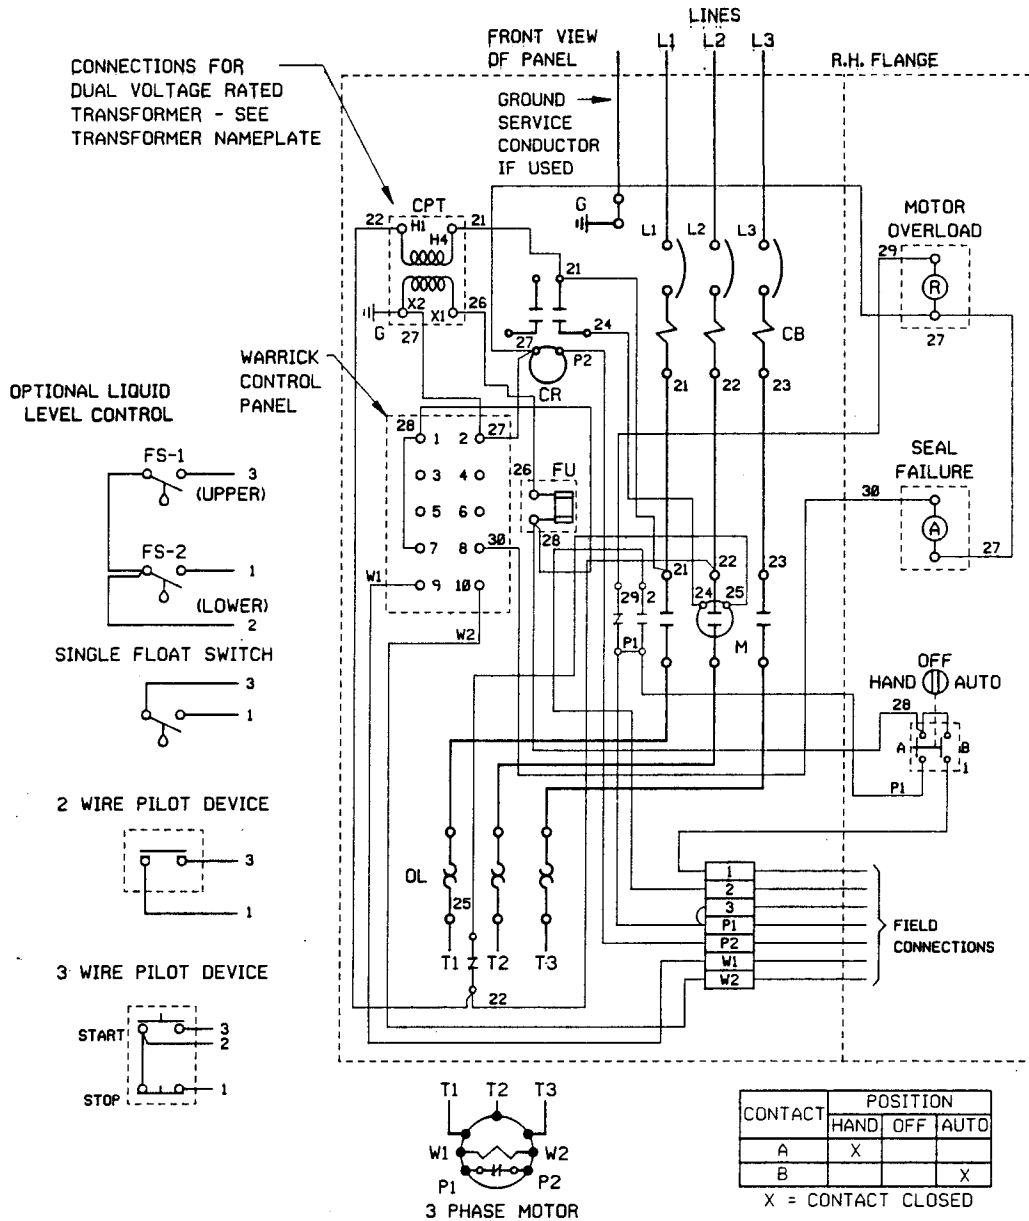 LINES
FRONT VIEW
OF PANEL
L1 L2 L3
R.H. FLANGE
CONNECTIONS FOR
DUAL VOLTAGE RATED
TRANSFORMER - SEE
TRANSFORMER NAMEPLATE
GROUND
SERVICE
CONDUCTOR
IF USED
CPT
22 H1 H4 21
G
L1 L2 L3
MOTOR
OVERLOAD
29
R
27
21
X2 X1 26
G 27
24
27 P2
CR
CB
21 22 23
WARRICK
CONTROL
PANEL
OPTIONAL LIQUID
LEVEL CONTROL
28 1 2 27
3 4
5 6
7 8 30
W1 9 10
W2
26 FU
28
SEAL
FAILURE
30
A
27
FS-1
3
(UPPER)
FS-2
1
(LOWER)
2
29 2
P1
21 22 23
24 25
M
SINGLE FLOAT SWITCH
3
1
OFF
HAND AUTO
28
A B
1
P1
2 WIRE PILOT DEVICE
3
1
OL
25
T1 T2 T3
22
1
2
3
P1
P2
W1
W2
FIELD
CONNECTIONS
3 WIRE PILOT DEVICE
START
3
2
STOP
1
T1 T2 T3
W1 W2
P1 P2
3 PHASE MOTOR
CONTACT POSITION
HAND OFF AUTO
A X
B X
X = CONTACT CLOSED